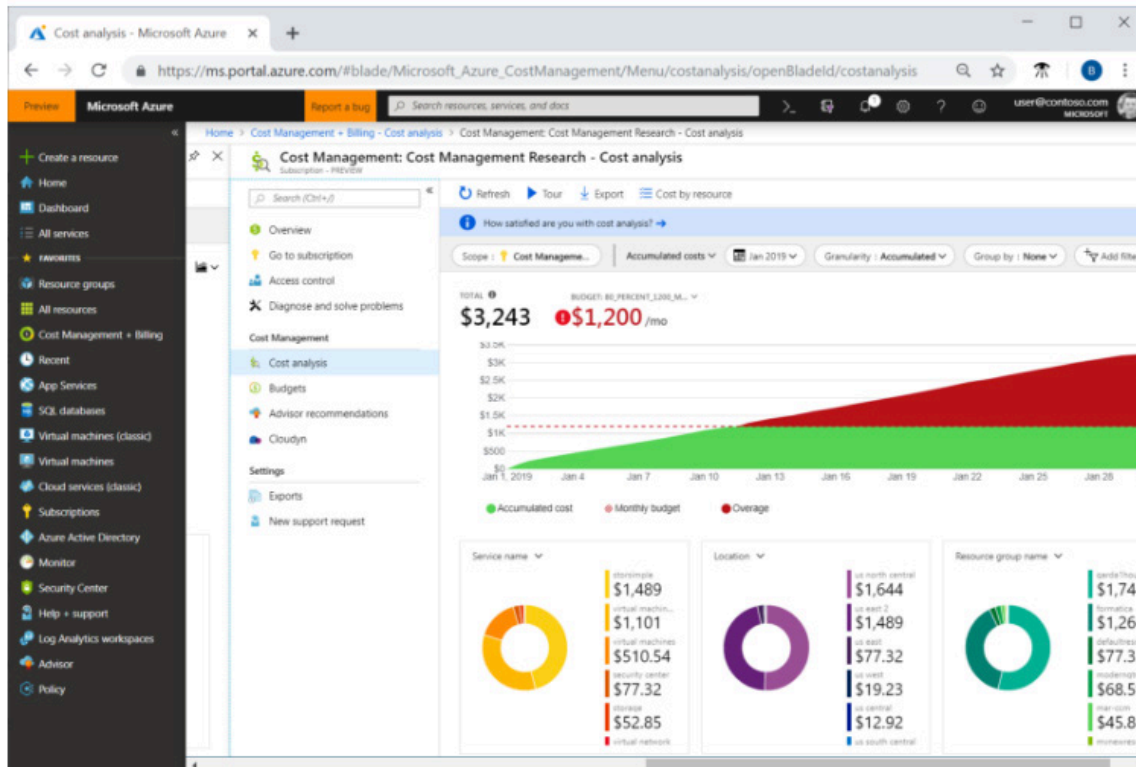 Cost analysis - Microsoft Azure
https://ms.portal.azure.com/#blade/Microsoft_Azure_CostManagement/Menu/costanalysis/openBladeId/costanalysis
B
Preview
Microsoft Azure
Report a bug
Search resources, services, and docs
1
user@contoso.com
MICROSOFT
Home > Cost Management + Billing - Cost analysis > Cost Management: Cost Management Research - Cost analysis
Create a resource
Home
Dashboard
All services
FAVORITES
Resource groups
All resources
Cost Management + Billing
Recent
App Services
SQL databases
Virtual machines (classic)
Virtual machines
Cloud services (classic)
Subscriptions
Azure Active Directory
Monitor
Security Center
Help + support
Log Analytics workspaces
Advisor
Policy
Cost Management: Cost Management Research - Cost analysis
Subscription - PREVIEW
Search (Ctrl+/)
Overview
Go to subscription
Access control
Diagnose and solve problems
Cost Management
Cost analysis
Budgets
Advisor recommendations
Cloudyn
Settings
Exports
New support request
Refresh
Tour
Export
Cost by resource
How satisfied are you with cost analysis?
Scope : Cost Manageme...
Accumulated costs
Jan 2019
Granularity : Accumulated
Group by : None
Add filte
TOTAL
$3,243
BUDGET: 80_PERCENT_1200_M...
$1,200 /mo
$3.5K
$3K
$2.5K
$2K
$1.5K
$1K
$500
$0
Jan 1, 2019
Jan 4
Jan 7
Jan 10
Jan 13
Jan 16
Jan 19
Jan 22
Jan 25
Jan 28
Accumulated cost
Monthly budget
Overage
Service name
storsimple
$1,489
virtual machin...
$1,101
virtual machines
$510.54
security center
$77.32
storage
$52.85
virtual network
Location
us north central
$1,644
us east 2
$1,489
us east
$77.32
us west
$19.23
us central
$12.92
us south central
Resource group name
$1,74
formatica
$1,26
defaultres
$77.3
$68.5
$45.8